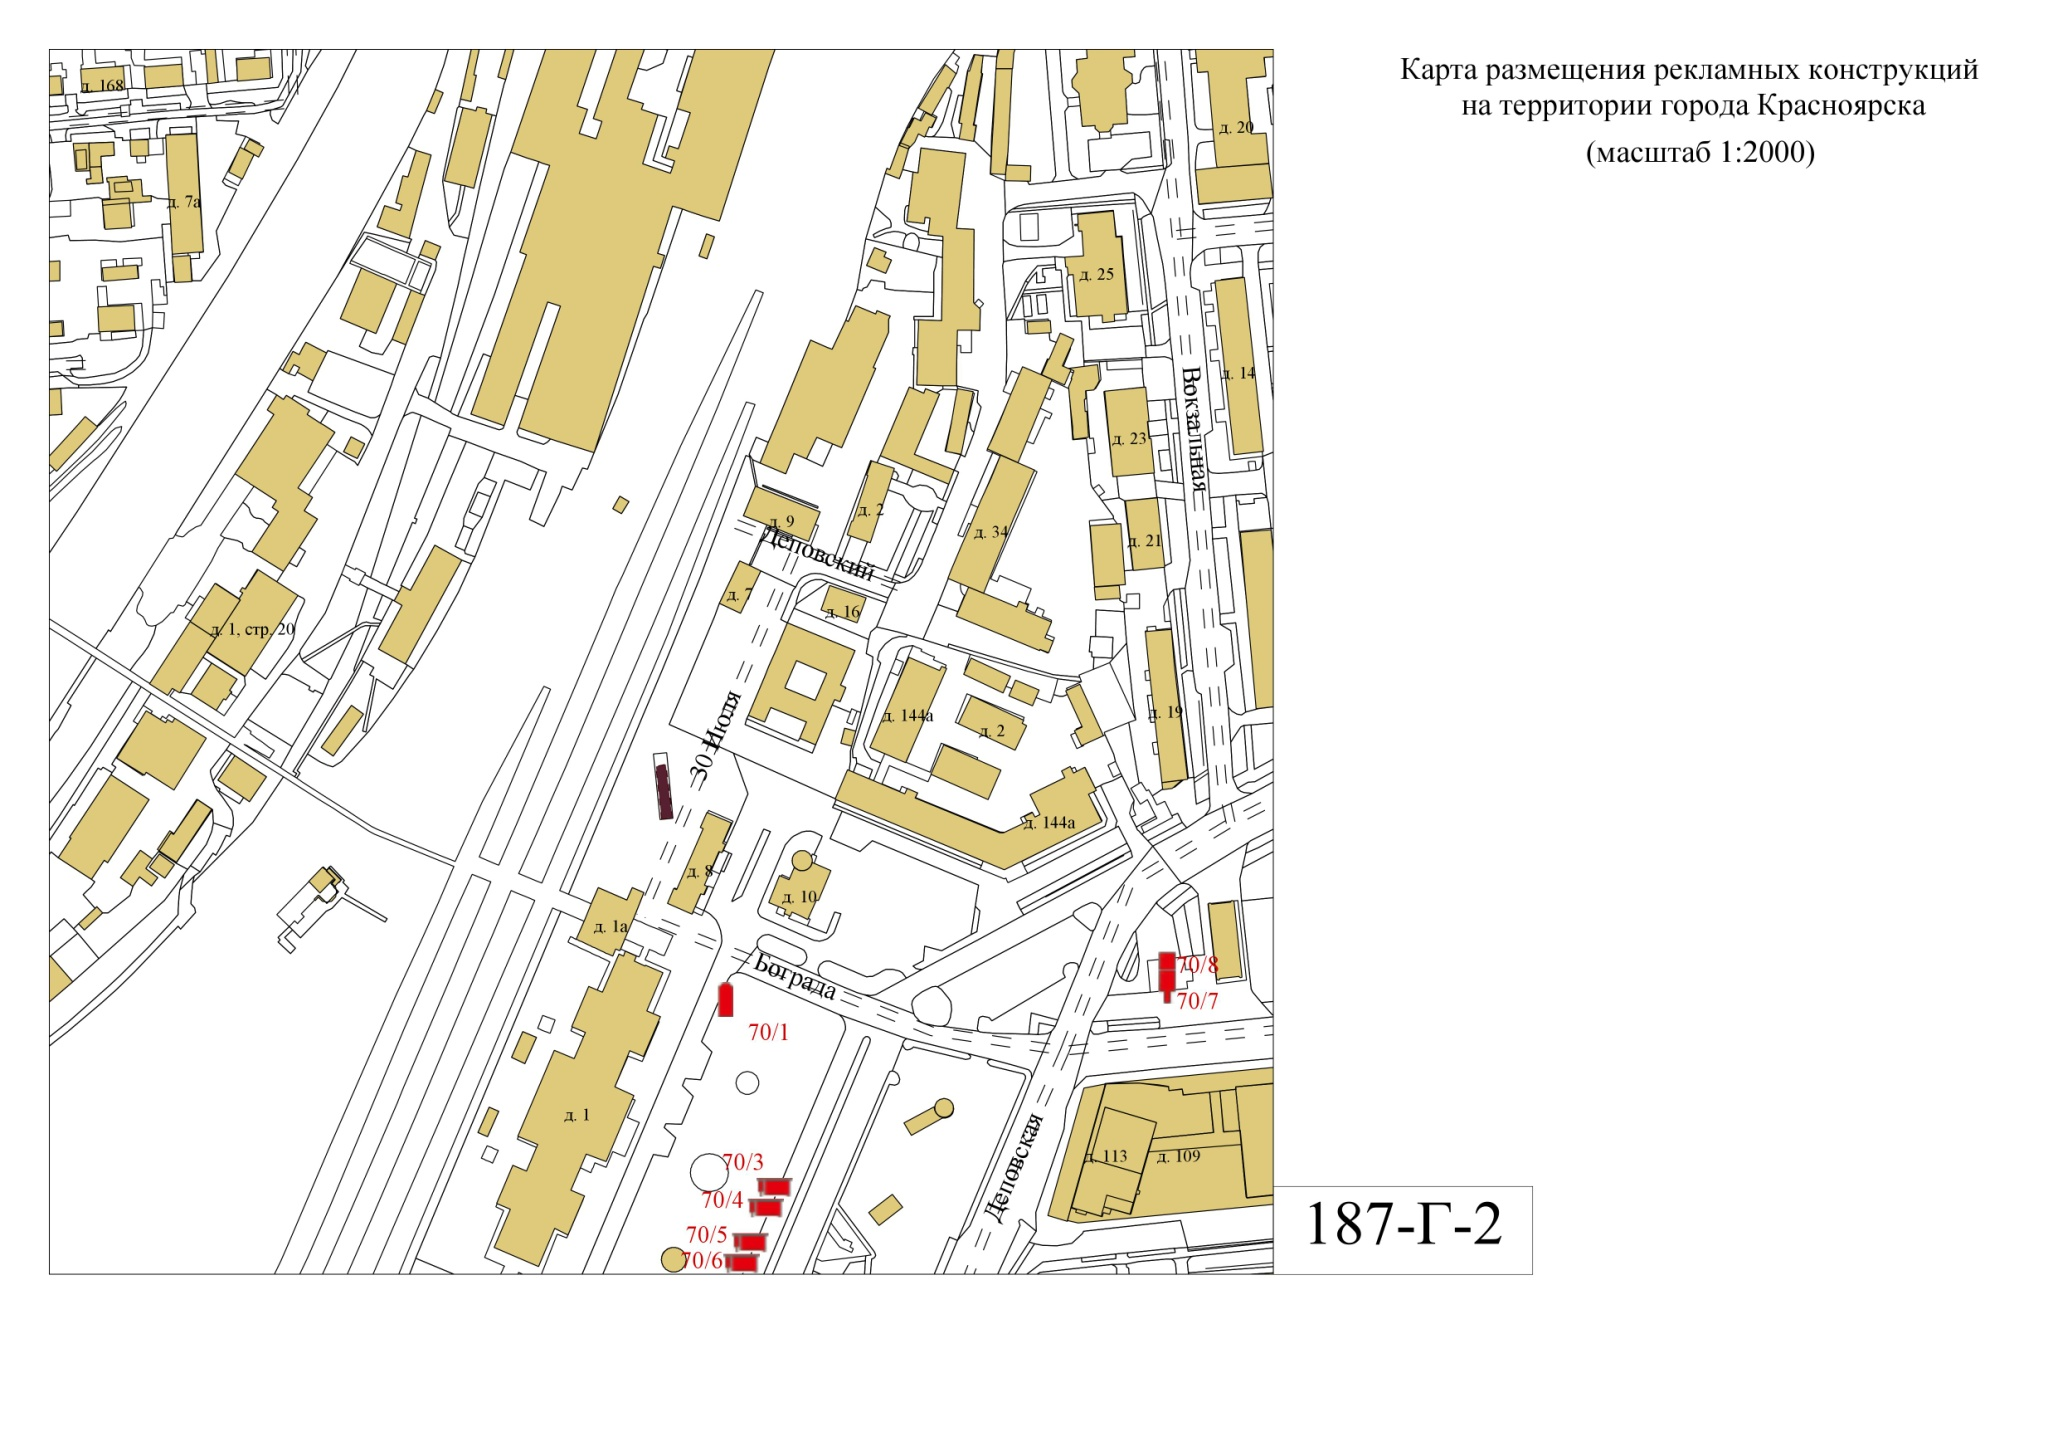 Карта размещения рекламных конструкций
на территории города Красноярска
(масштаб 1:2000)
д. 168
д. 20
д. 7а
д. 25
д. 14
Вокзальная
д. 23
д. 9
д. 2
д. 34
д. 21
Деповский
д. 7
д. 16
д. 1, стр. 20
30 Июля
д. 144а
д. 2
д. 19
д. 144а
д. 8
д. 10
д. 1а
Бограда
70/8
70/7
70/1
д. 1
Деповская
д. 113
д. 109
70/3
70/4
70/5
70/6
187-Г-2